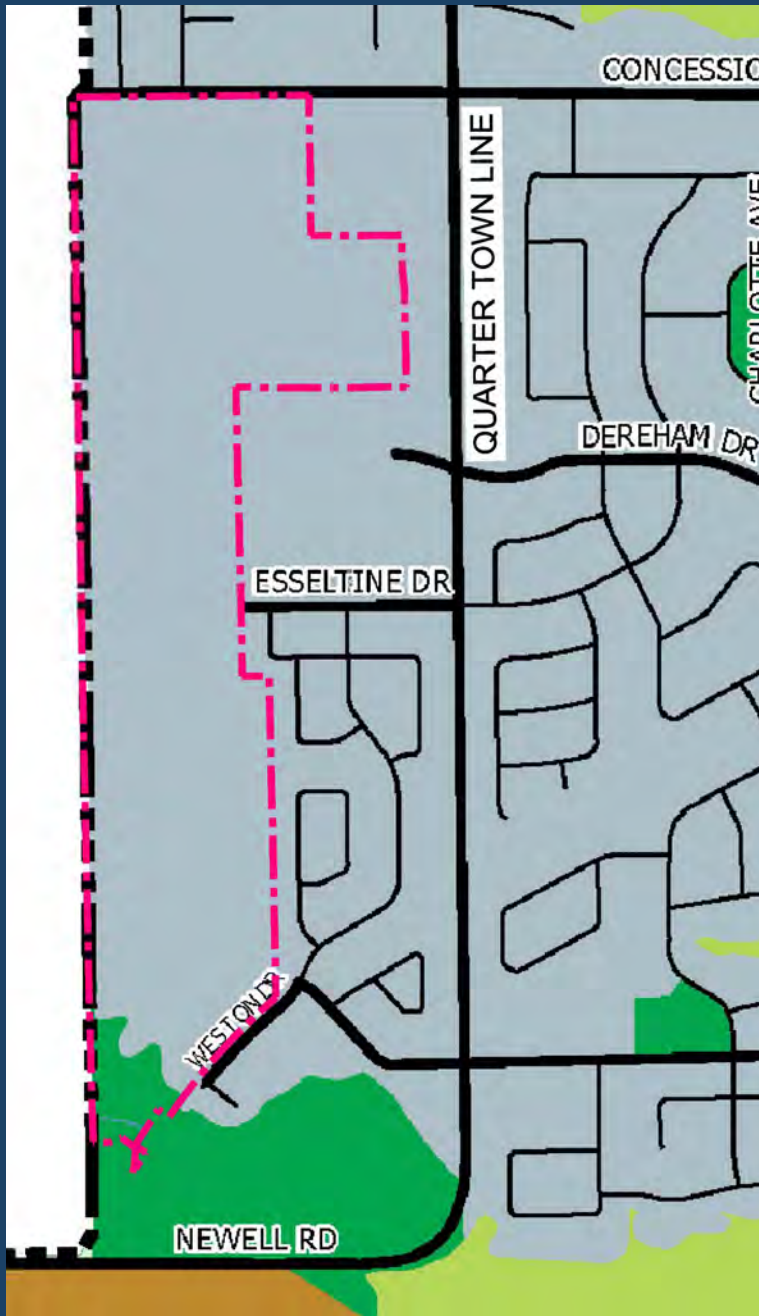 CONCESSIO
QUARTER TOWN LINE
CHARLOTTE AVE
DEREHAM DR
ESSELTINE DR
WESTON DR
NEWELL RD